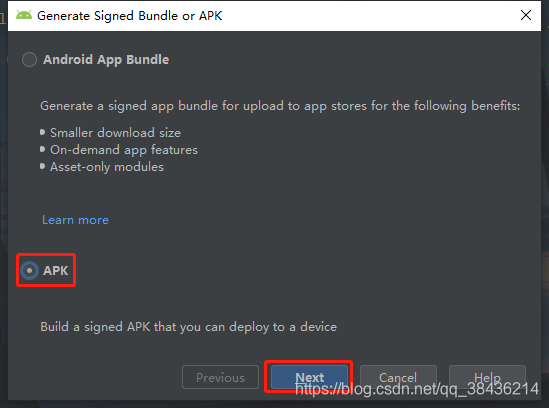 Generate Signed Bundle or APK
Android App Bundle
Generate a signed app bundle for upload to app stores for the following benefits:
Smaller download size
On-demand app features
Asset-only modules
Learn more
APK
Build a signed APK that you can deploy to a device
Previous
Next
Cancel
Help
https://blog.csdn.net/qq_38436214